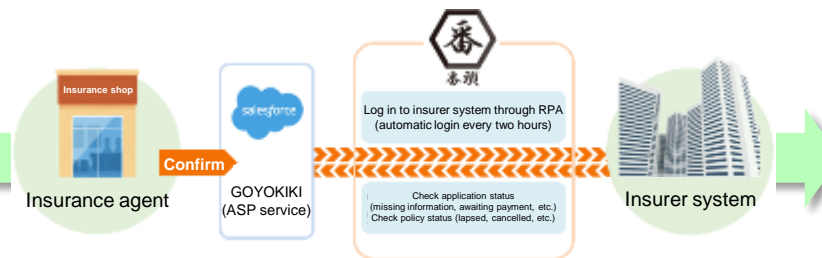 番
番頭
Insurance shop
Log in to insurer system through RPA
(automatic login every two hours)
salesforce
Confirm
GOYOKIKI
(ASP service)
Insurance agent
Check application status
(missing information, awaiting payment, etc.)
Check policy status (lapsed, cancelled, etc.)
Insurer system